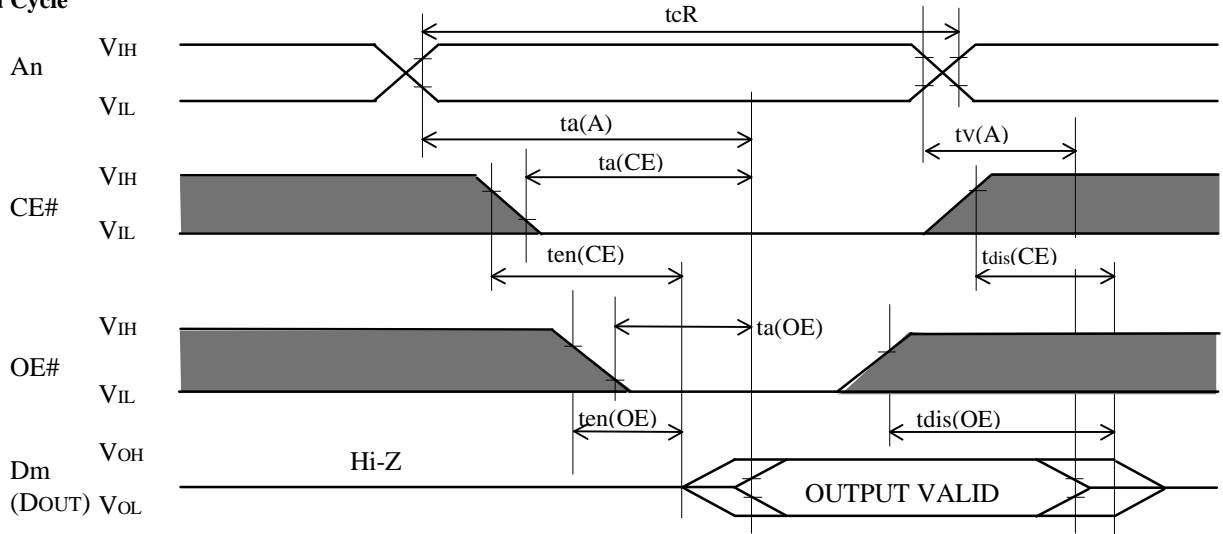 Cycle
tcR
An VIH
VIL
ta(A)
tv(A)
ta(CE)
CE# VIH
VIL
ten(CE)
tdis(CE)
OE# VIH
VIL
ta(OE)
ten(OE)
tdis(OE)
Dm
(DOUT)
VOH
VOL
Hi-Z
OUTPUT VALID